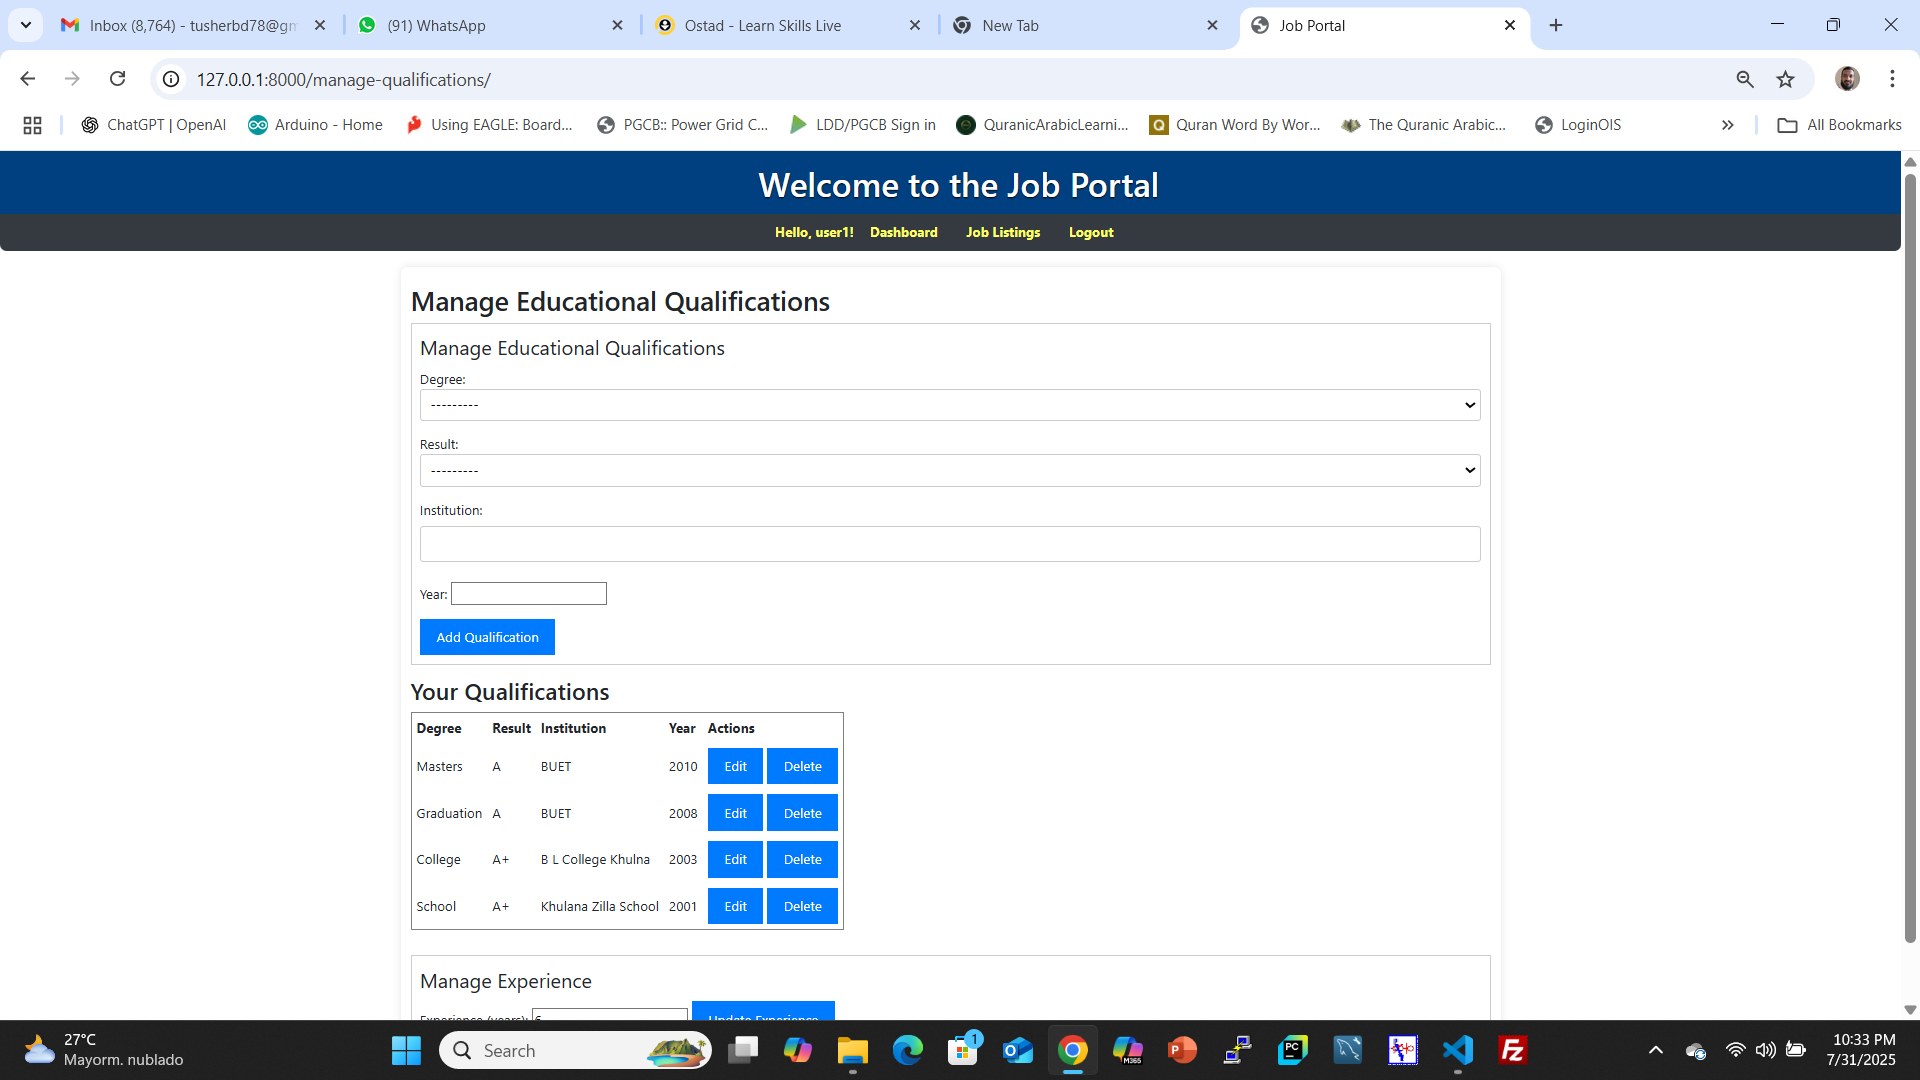 Inbox (8,764) - tusherbd78@gm
(91) WhatsApp
Ostad - Learn Skills Live
New Tab
Job Portal
127.0.0.1:8000/manage-qualifications/
ChatGPT | OpenAI
Arduino - Home
Using EAGLE: Board...
PGCB:: Power Grid C...
LDD/PGCB Sign in
QuranicArabicLearni...
Quran Word By Wor...
The Quranic Arabic...
LoginOIS
All Bookmarks
Welcome to the Job Portal
Hello, user1! Dashboard Job Listings Logout
Manage Educational Qualifications
Manage Educational Qualifications
Degree:
---------
Result:
---------
Institution:
Year:
Add Qualification
Your Qualifications
Degree Result Institution Year Actions
Masters A BUET 2010 Edit Delete
Graduation A BUET 2008 Edit Delete
College A+ B L College Khulna 2003 Edit Delete
School A+ Khulana Zilla School 2001 Edit Delete
Manage Experience
Experience (years): Update Experience
27°C
Mayorm. nublado
Search
1
M365
PC
10:33 PM
7/31/2025